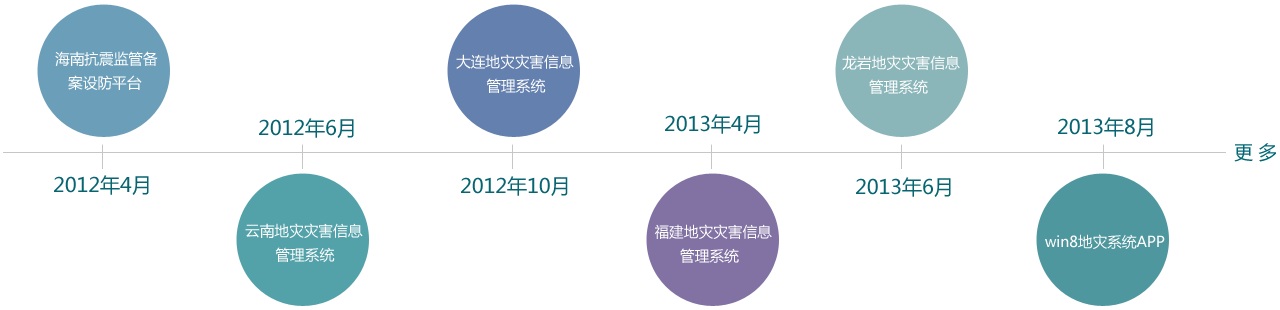 海南抗震监管备
案设防平台
2012年4月
2012年6月
云南地灾灾害信息
管理系统
大连地灾灾害信息
管理系统
2012年10月
2013年4月
福建地灾灾害信息
管理系统
龙岩地灾灾害信息
管理系统
2013年6月
2013年8月
win8地灾系统APP
更 多